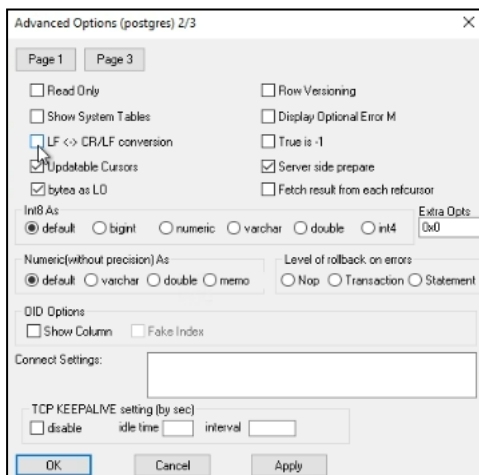 Advanced Options (postgres) 2/3
Page 1 Page 3
Read Only Row Versioning
Show System Tables Display Optional Error M
LF <-> CR/LF conversion True is -1
Updatable Cursors Server side prepare
bytea as LO Fetch result from each refcursor
Int8 As Extra Opts
default bigint numeric varchar double int4 0x0
Numeric(without precision) As Level of rollback on errors
default varchar double memo Nop Transaction Statement
OID Options
Show Column Fake Index
Connect Settings:
TCP KEEPALIVE setting (by sec)
disable idle time interval
OK Cancel Apply